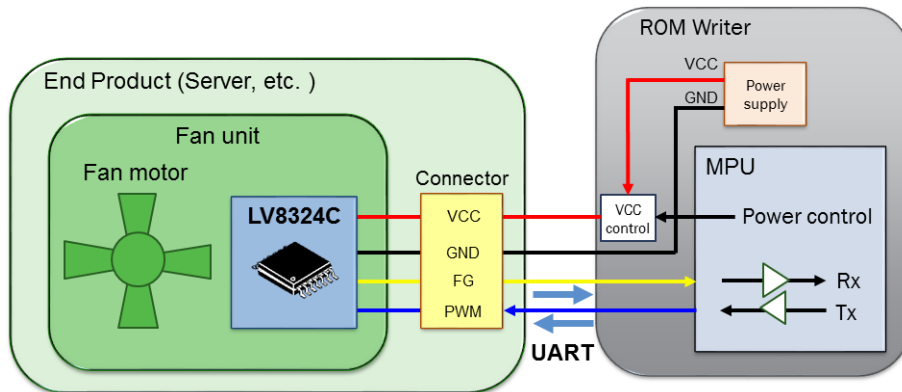 ROM Writer
End Product (Server, etc. )
VCC
GND
Power
supply
Fan unit
Fan motor
LV8324C
Connector
VCC
GND
FG
PWM
VCC
control
MPU
Power control
Rx
Tx
UART